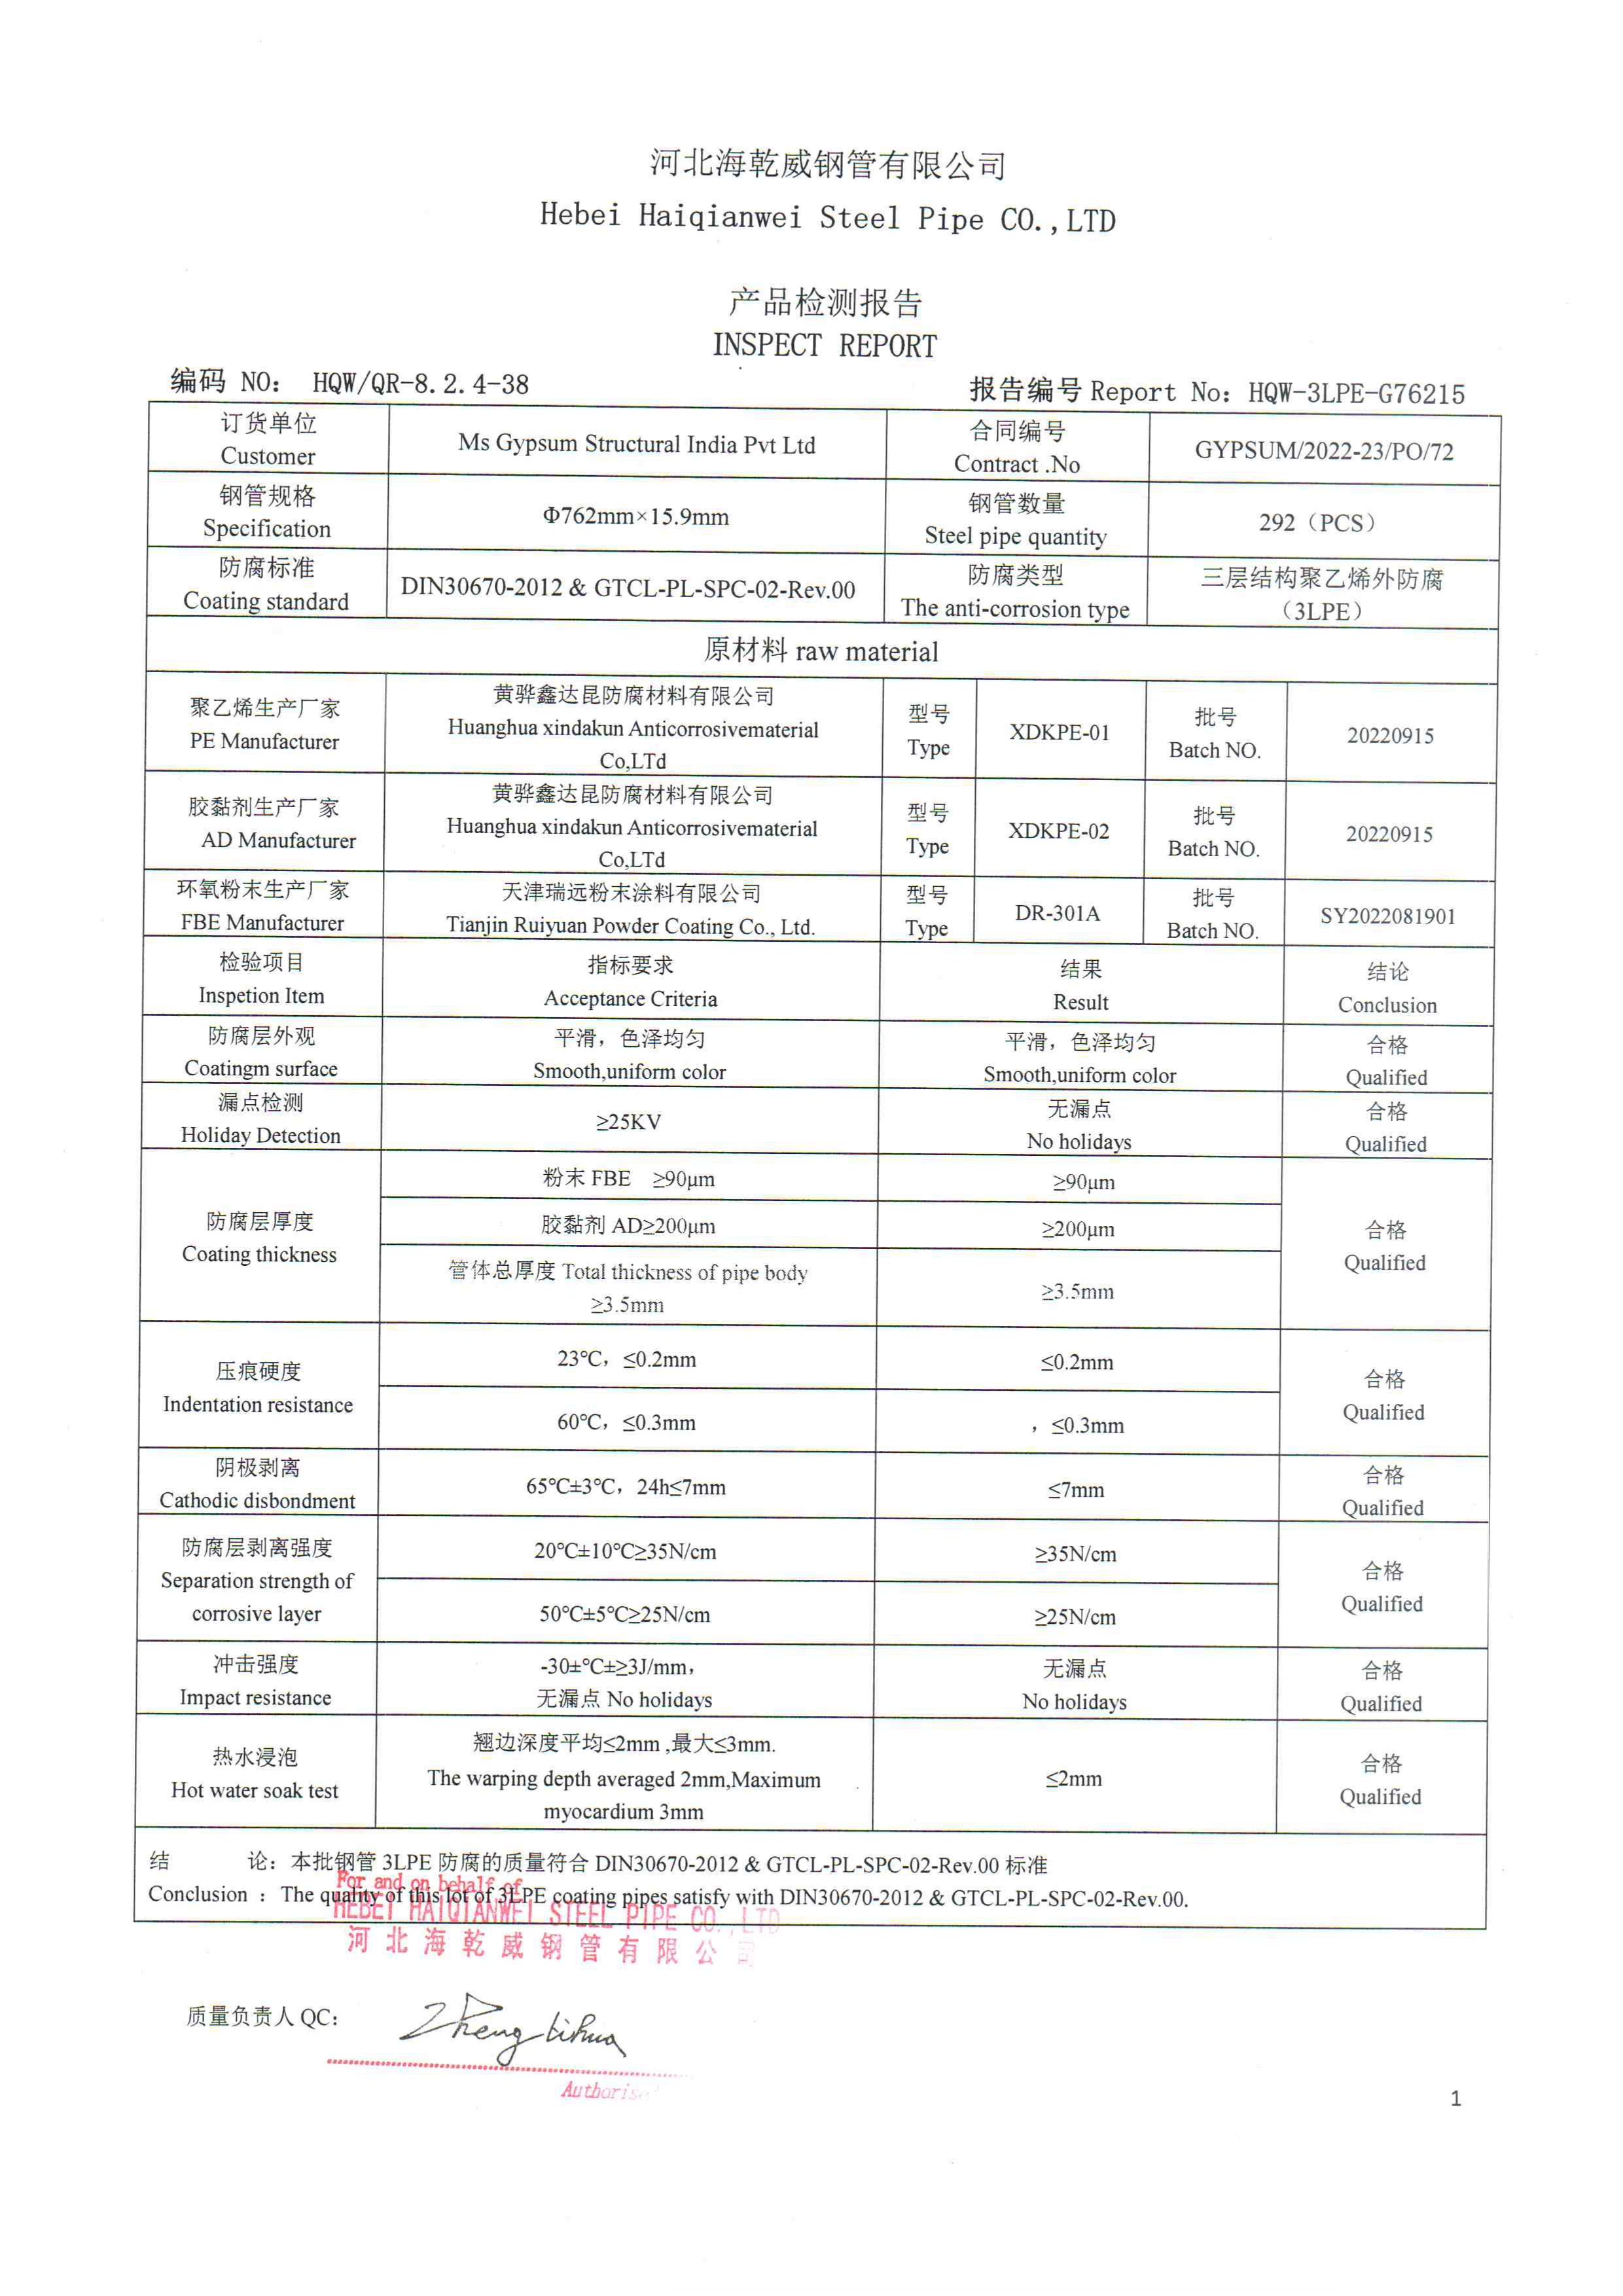 河北海乾威钢管有限公司
Hebei Haiqianwei Steel Pipe CO.,LTD
产品检测报告
INSPECT REPORT
编码 NO: HQW/QR-8.2.4-38
报告编号 Report No: HQW-3LPE-G76215
订货单位
Customer
Ms Gypsum Structural India Pvt Ltd
合同编号
Contract .No
GYPSUM/2022-23/PO/72
钢管规格
Specification
Φ762mm×15.9mm
钢管数量
Steel pipe quantity
292（PCS）
防腐标准
Coating standard
DIN30670-2012 & GTCL-PL-SPC-02-Rev.00
防腐类型
The anti-corrosion type
三层结构聚乙烯外防腐
（3LPE）
原材料 raw material
聚乙烯生产厂家
PE Manufacturer
黄骅鑫达昆防腐材料有限公司
Huanghua xindakun Anticorrosivematerial
Co,LTd
型号
Type
XDKPE-01
批号
Batch NO.
20220915
胶黏剂生产厂家
AD Manufacturer
黄骅鑫达昆防腐材料有限公司
Huanghua xindakun Anticorrosivematerial
Co,LTd
型号
Type
XDKPE-02
批号
Batch NO.
20220915
环氧粉末生产厂家
FBE Manufacturer
天津瑞远粉末涂料有限公司
Tianjin Ruiyuan Powder Coating Co., Ltd.
型号
Type
DR-301A
批号
Batch NO.
SY2022081901
检验项目
Inspetion Item
指标要求
Acceptance Criteria
结果
Result
结论
Conclusion
防腐层外观
Coatingm surface
平滑，色泽均匀
Smooth,uniform color
平滑，色泽均匀
Smooth,uniform color
合格
Qualified
漏点检测
Holiday Detection
≥25KV
无漏点
No holidays
合格
Qualified
防腐层厚度
Coating thickness
粉末 FBE ≥90μm
≥90μm
胶黏剂 AD≥200μm
≥200μm
管体总厚度 Total thickness of pipe body
≥3.5mm
≥3.5mm
合格
Qualified
压痕硬度
Indentation resistance
23℃，≤0.2mm
≤0.2mm
60℃，≤0.3mm
，≤0.3mm
合格
Qualified
阴极剥离
Cathodic disbondment
65℃±3℃，24h≤7mm
≤7mm
合格
Qualified
防腐层剥离强度
Separation strength of
corrosive layer
20℃±10℃≥35N/cm
≥35N/cm
50℃±5℃≥25N/cm
≥25N/cm
合格
Qualified
冲击强度
Impact resistance
-30±℃±≥3J/mm，
无漏点 No holidays
无漏点
No holidays
合格
Qualified
热水浸泡
Hot water soak test
翘边深度平均≤2mm ,最大≤3mm.
The warping depth averaged 2mm,Maximum
myocardium 3mm
≤2mm
合格
Qualified
结 论：本批钢管 3LPE 防腐的质量符合 DIN30670-2012 & GTCL-PL-SPC-02-Rev.00 标准
Conclusion : The quality of this lot of 3LPE coating pipes satisfy with DIN30670-2012 & GTCL-PL-SPC-02-Rev.00.
For and on behalf of
HEBEI HAIQIANWEI STEEL PIPE CO.,LTD
河北海乾威钢管有限公司
质量负责人 QC：
Zheng Lihua
Authoris
1